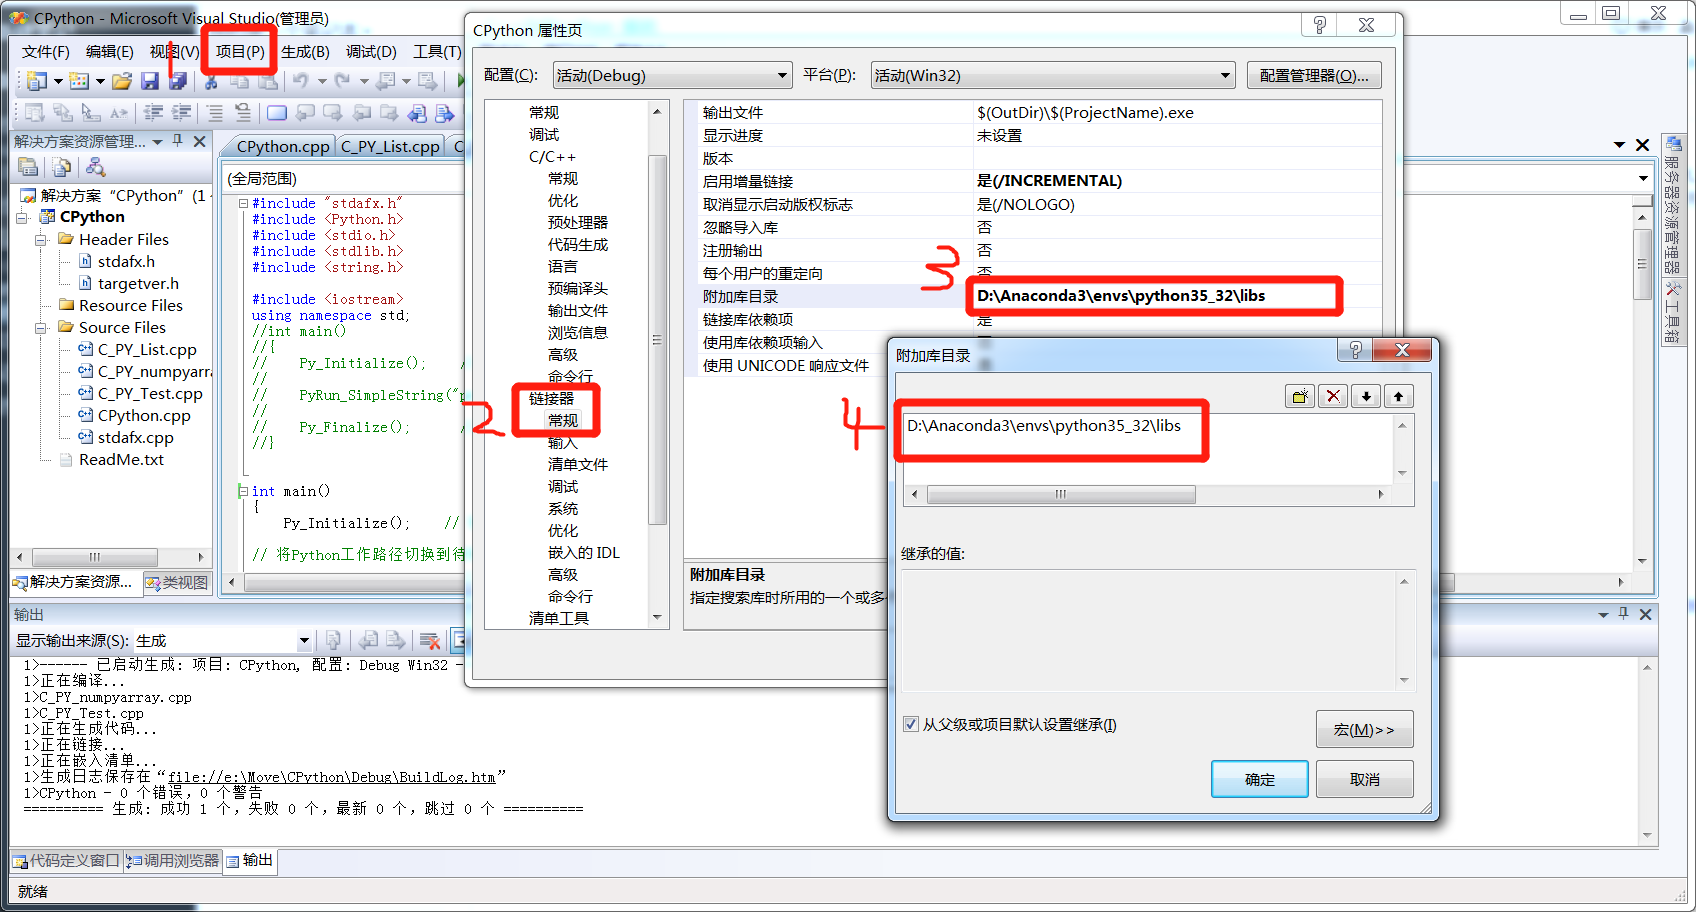 CPython - Microsoft Visual Studio(管理员)
文件(F) 编辑(E) 视图(V) 项目(P) 生成(B) 调试(D) 工具(T)
1
解决方案资源管理...
解决方案 “CPython” (1
CPython
Header Files
stdafx.h
targetver.h
Resource Files
Source Files
C_PY_List.cpp
C_PY_numpyarra
C_PY_Test.cpp
CPython.cpp
stdafx.cpp
ReadMe.txt
解决方案资源... 类视图
CPython.cpp C_PY_List.cpp C
(全局范围)
#include "stdafx.h"
#include <Python.h>
#include <stdio.h>
#include <stdlib.h>
#include <string.h>
#include <iostream>
using namespace std;
//int main()
//{
// Py_Initialize(); /
//
// PyRun_SimpleString("p
//
// Py_Finalize(); /
//}
int main()
{
Py_Initialize(); //
// 将Python工作路径切换到待
CPython 属性页
配置(C): 活动(Debug) 平台(P): 活动(Win32) 配置管理器(O)...
常规
调试
C/C++
常规
优化
预处理器
代码生成
语言
预编译头
输出文件
浏览信息
高级
命令行
2
链接器
常规
输入
清单文件
调试
系统
优化
嵌入的 IDL
高级
命令行
清单工具
输出文件 $(OutDir)\$(ProjectName).exe
显示进度 未设置
版本
启用增量链接 是(/INCREMENTAL)
取消显示启动版权标志 是(/NOLOGO)
忽略导入库 否
注册输出 否
每个用户的重定向 否
3
附加库目录 D:\Anaconda3\envs\python35_32\libs
链接库依赖项 是
使用库依赖项输入
使用 UNICODE 响应文件
附加库目录
指定搜索库时所用的一个或多
附加库目录
4
D:\Anaconda3\envs\python35_32\libs
继承的值:
从父级或项目默认设置继承(I)
宏(M)>>
确定 取消
服务器资源管理器
工具箱
输出
显示输出来源(S): 生成
1>------ 已启动生成: 项目: CPython, 配置: Debug Win32 -
1>正在编译...
1>C_PY_numpyarray.cpp
1>C_PY_Test.cpp
1>正在生成代码...
1>正在链接...
1>正在嵌入清单...
1>生成日志保存在“file://e:\Move\CPython\Debug\BuildLog.htm”
1>CPython - 0 个错误，0 个警告
========== 生成: 成功 1 个，失败 0 个，最新 0 个，跳过 0 个 ==========
代码定义窗口 调用浏览器 输出
就绪